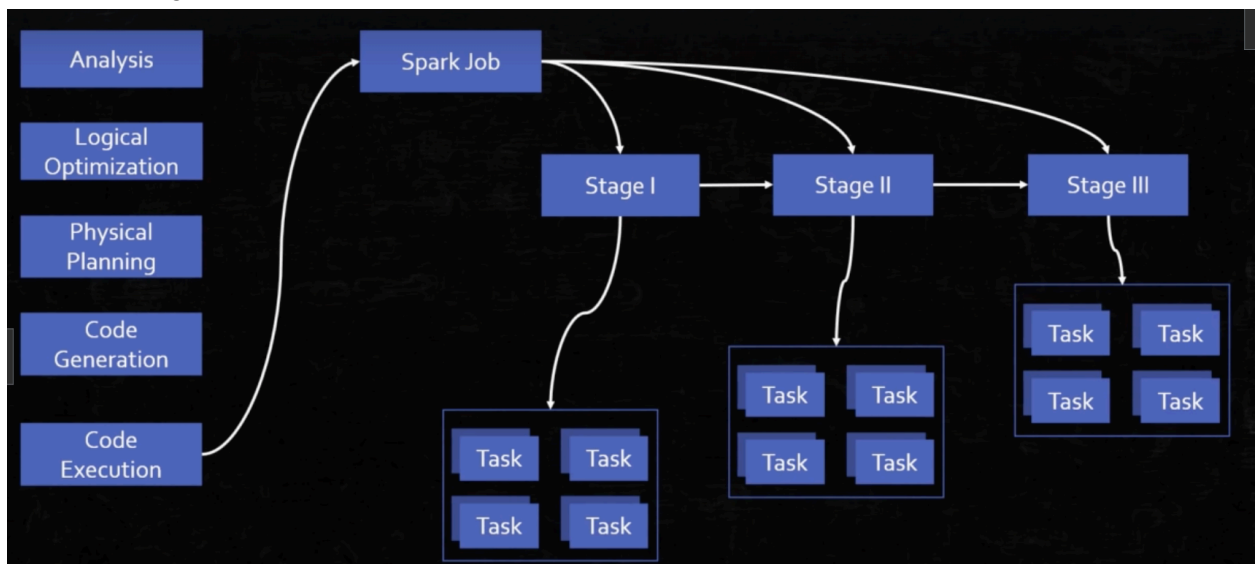 Analysis
Spark Job
Logical
Optimization
Stage I
Stage II
Stage III
Physical
Planning
Code
Generation
Task
Task
Task
Task
Task
Task
Task
Task
Code
Execution
Task
Task
Task
Task